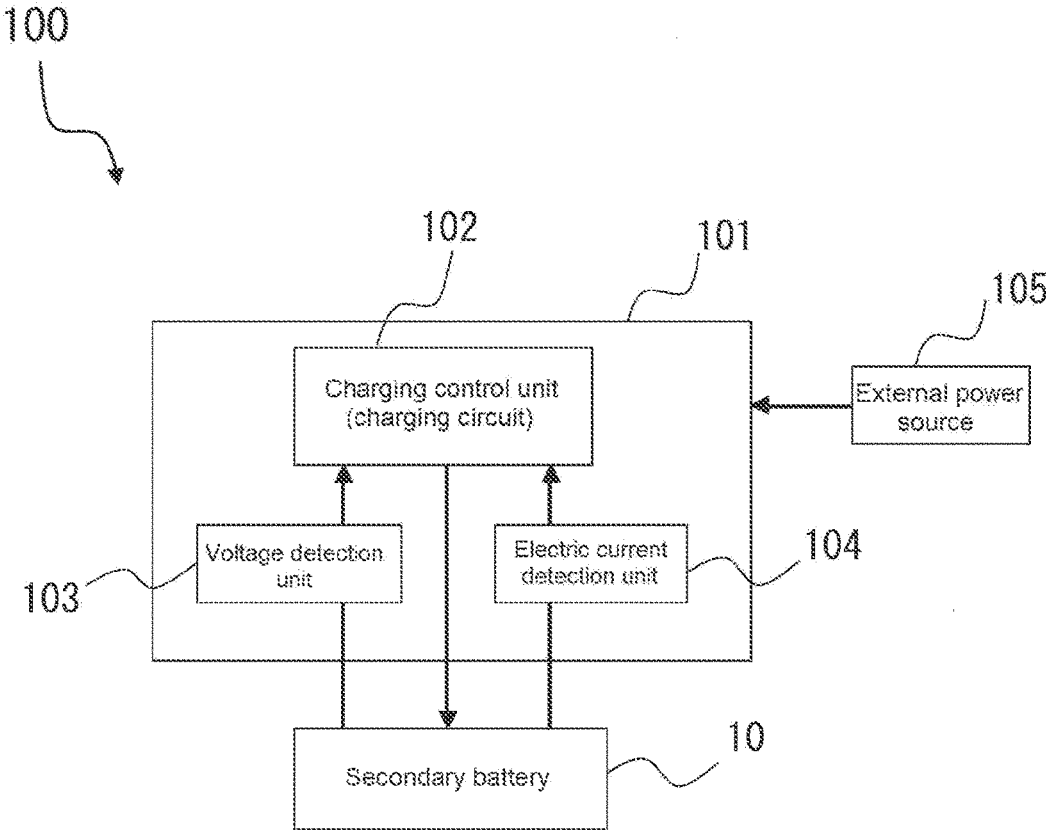 100
102
101
105
Charging control unit
(charging circuit)
External power
source
Voltage detection
unit
Electric current
detection unit
103
104
10
Secondary battery